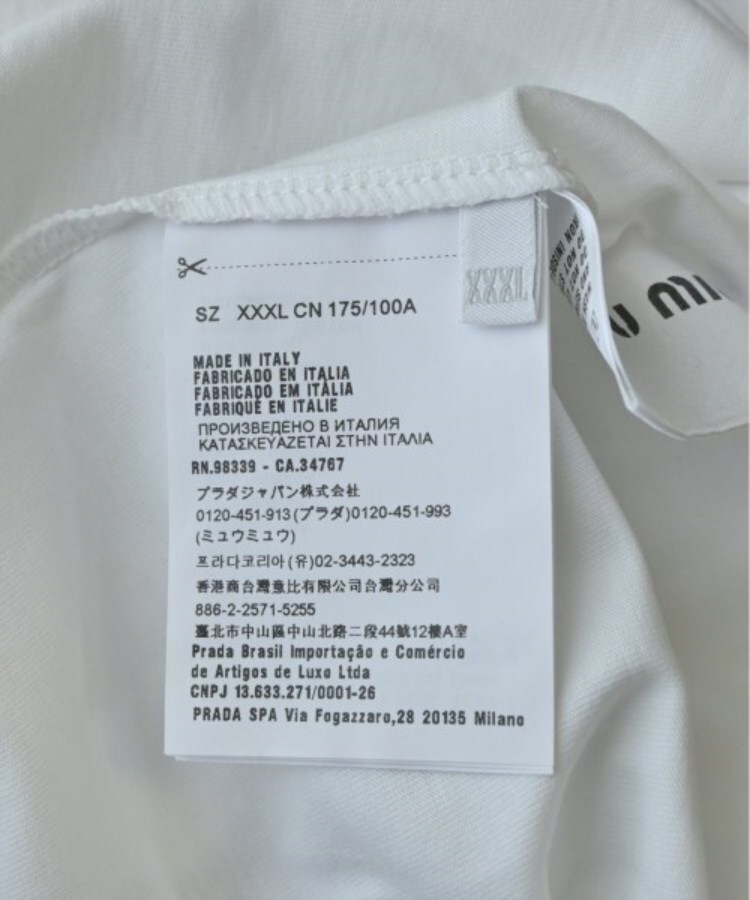 SZ XXXL CN 175/100A
XXXL
MADE IN ITALY
FABRICADO EN ITALIA
FABRICADO EM ITÀLIA
FABRIQUÉ EN ITALIE
ПРОИЗВЕДЕНО В ИТАЛИЯ
ΚΑΤΑΣΚΕΥΑΖΕΤΑΙ ΣΤΗΝ ΙΤΑΛΙΑ
RN.98339 - CA.34767
プラダジャパン株式会社
0120-451-913(プラダ)0120-451-993
(ミュウミュウ)
프라다코리아(유)02-3443-2323
香港商台灣意比有限公司台灣分公司
886-2-2571-5255
臺北市中山區中山北路二段44號12樓A室
Prada Brasil Importação e Comércio
de Artigos de Luxo Ltda
CNPJ 13.633.271/0001-26
PRADA SPA Via Fogazzaro,28 20135 Milano